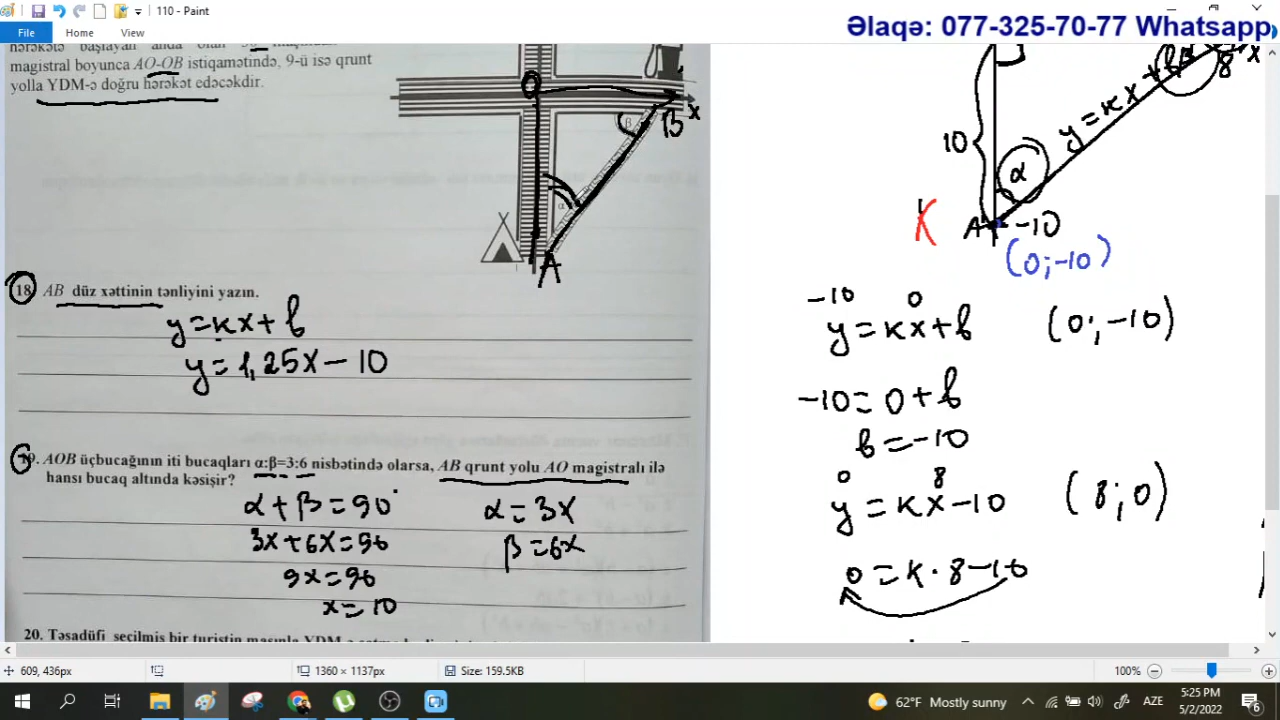 110 - Paint
Əlaqə: 077-325-70-77 Whatsapp
File Home View
hərəkətə başlayan anda olan
magistral boyunca AO-OB istiqamətində, 9-ü isə qrunt
yolla YDM-ə doğru hərəkət edəcəkdir.
O
B x
β
α
A
18. AB düz xəttinin tənliyini yazın.
y=kx+b
y=1,25x-10
19. AOB üçbucağının iti bucaqları α:β=3:6 nisbətində olarsa, AB qrunt yolu AO magistralı ilə
hansı bucaq altında kəsişir?
α+β=90° α=3x
3x+6x=90 β=6x
9x=90
x=10
20. Təsadüfi seçilmiş bir turistin
8 x
y=kx+b
10
α
K A -10
(0;-10)
-10 0
y=kx+b (0;-10)
-10=0+b
b=-10
0 8
y=kx-10 (8;0)
0=k·8-10
609, 436px 1360 × 1137px Size: 159.5KB 100%
62°F Mostly sunny AZE 5:25 PM
5/2/2022 6